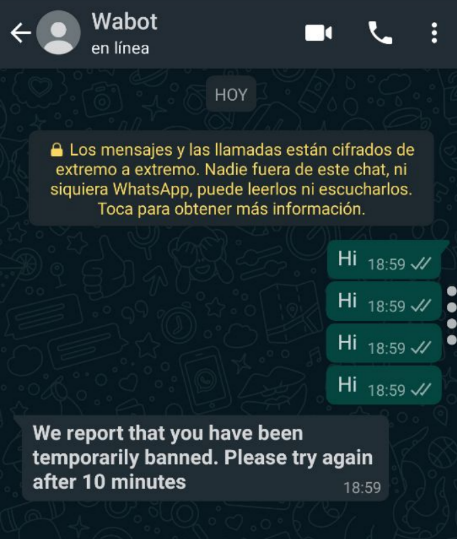 Wabot
en línea
HOY
Los mensajes y las llamadas están cifrados de
extremo a extremo. Nadie fuera de este chat, ni
siquiera WhatsApp, puede leerlos ni escucharlos.
Toca para obtener más información.
Hi 18:59
Hi 18:59
Hi 18:59
Hi 18:59
We report that you have been
temporarily banned. Please try again
after 10 minutes
18:59